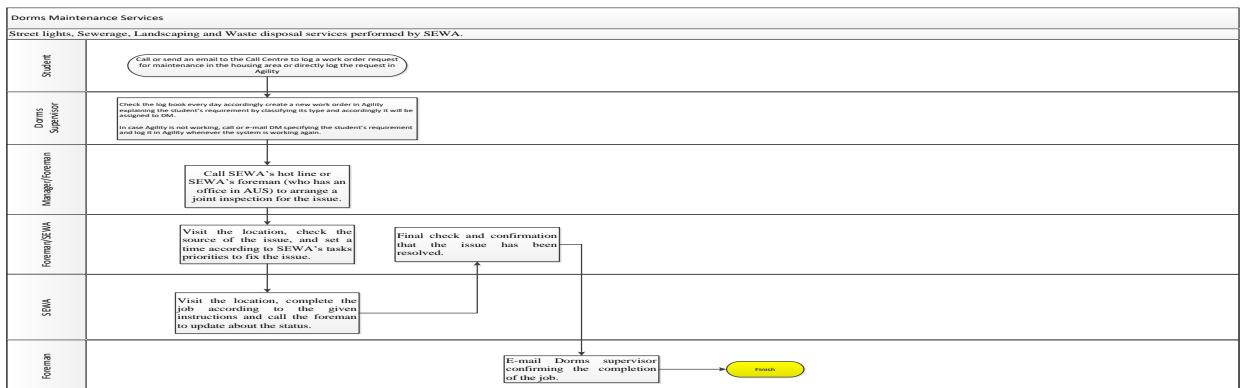 Dorms Maintenance Services
Street lights, Sewerage, Landscaping and Waste disposal services performed by SEWA.
Student
Call or send an email to the Call Centre to log a work order request
for maintenance in the housing area or directly log the request in
Agility
Dorms
Supervisor
Check the log book every day accordingly create a new work order in Agility
explaining the student's requirement by classifying its type and accordingly it will be
assigned to DM.
In case Agility is not working, call or e-mail DM specifying the student's requirement
and log it in Agility whenever the system is working again.
Manager/Foreman
Call SEWA's hot line or
SEWA's foreman (who has an
office in AUS) to arrange a
joint inspection for the issue.
Foreman/SEWA
Visit the location, check the
source of the issue, and set a
time according to SEWA's tasks
priorities to fix the issue.
Final check and confirmation
that the issue has been
resolved.
SEWA
Visit the location, complete the
job according to the given
instructions and call the foreman
to update about the status.
Foreman
E-mail Dorms supervisor
confirming the completion
of the job.
Finish